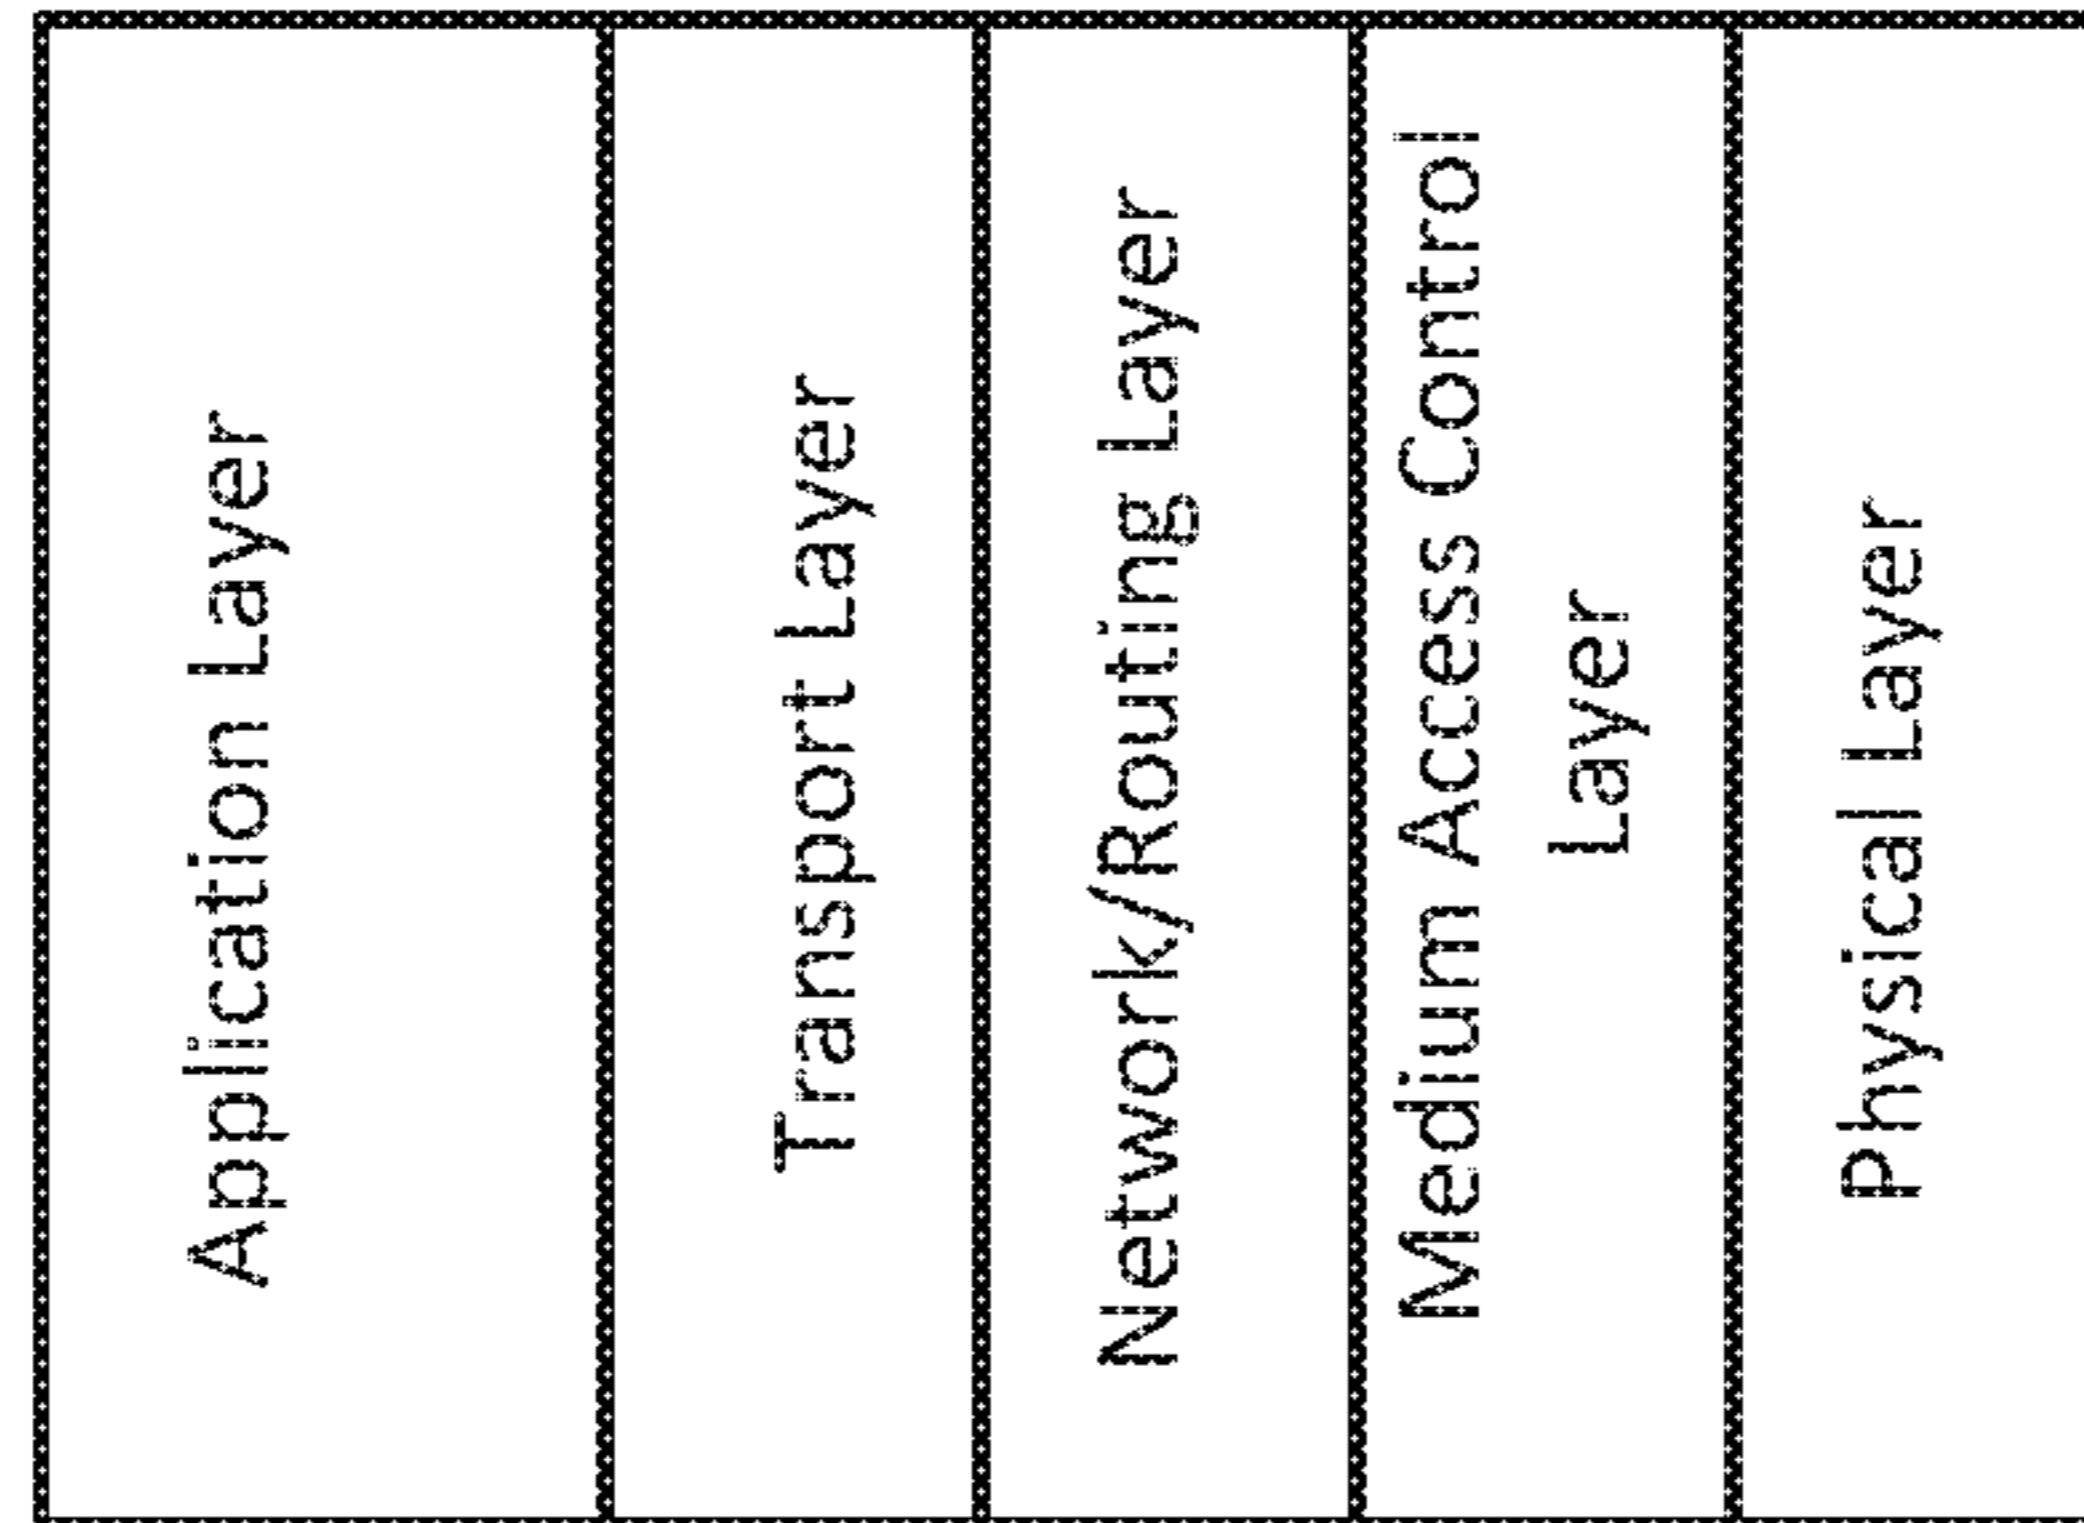 Application Layer
Transport Layer
Network/Routing Layer
Medium Access Control
Layer
Physical Layer